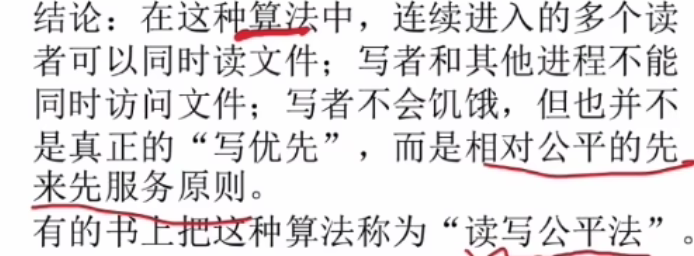 结论：在这种算法中，连续进入的多个读
者可以同时读文件；写者和其他进程不能
同时访问文件；写者不会饥饿，但也并不
是真正的“写优先”，而是相对公平的先
来先服务原则。
有的书上把这种算法称为“读写公平法”。